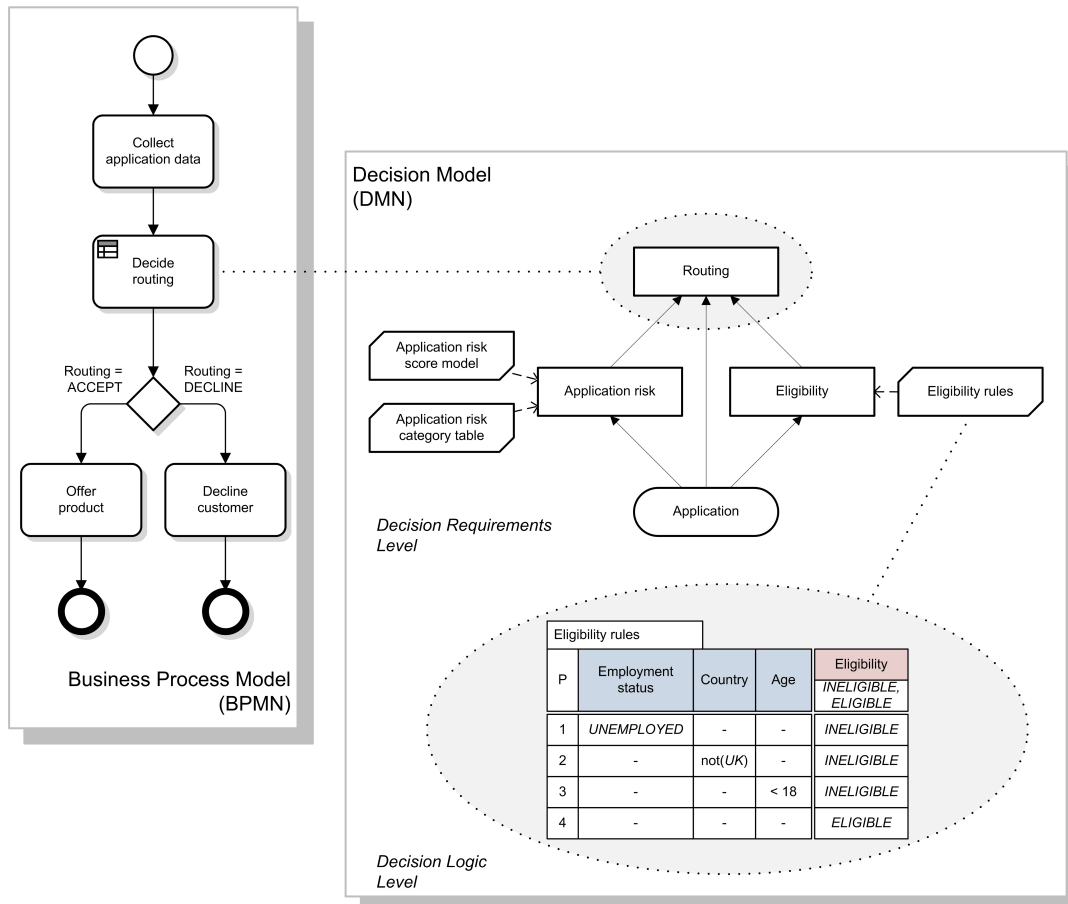 Collect
application data
Decide
routing
Routing =
ACCEPT
Routing =
DECLINE
Offer
product
Decline
customer
Business Process Model
(BPMN)
Decision Model
(DMN)
Routing
Application risk
score model
Application risk
category table
Application risk
Eligibility
Eligibility rules
Application
Decision Requirements
Level
Eligibility rules
P
Employment
status
Country
Age
Eligibility
INELIGIBLE,
ELIGIBLE
1 UNEMPLOYED - - INELIGIBLE
2 - not(UK) - INELIGIBLE
3 - - < 18 INELIGIBLE
4 - - - ELIGIBLE
Decision Logic
Level